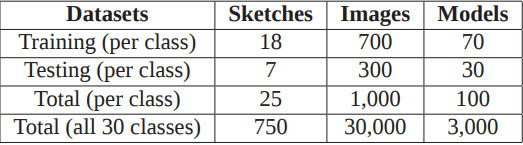 Datasets Sketches Images Models
Training (per class) 18 700 70
Testing (per class) 7 300 30
Total (per class) 25 1,000 100
Total (all 30 classes) 750 30,000 3,000